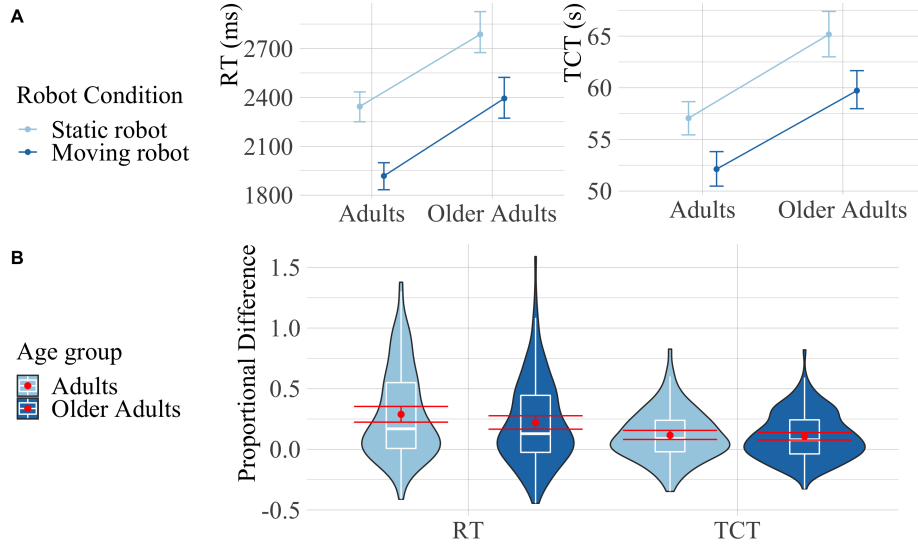 A
RT (ms)
2700
2400
2100
1800
Adults Older Adults
TCT (s)
65
60
55
50
Adults Older Adults
Robot Condition
Static robot
Moving robot
B
Proportional Difference
1.5
1.0
0.5
0.0
-0.5
RT TCT
Age group
Adults
Older Adults